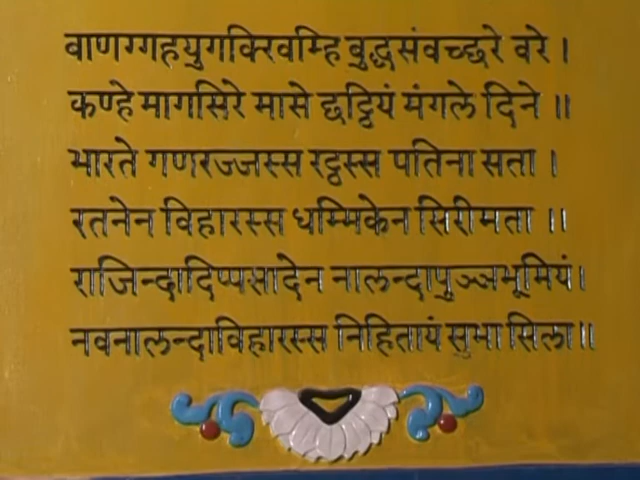 वाणग्गहयुगक्खिवम्हि बुद्धसंवच्छरे वरे ।
कण्हे मागसिरे मासे छट्ठियं मंगले दिने ॥
भारते गणरज्जस्स रट्ठस्स पतिना सता ।
रतनेन विहारस्स धम्मिकेन सिरीमता ॥
राजिन्दादिप्पसादेन नालन्दापुञ्ञभूमियं।
नवनालन्दाविहारस्स निहितायं सुभा सिला॥